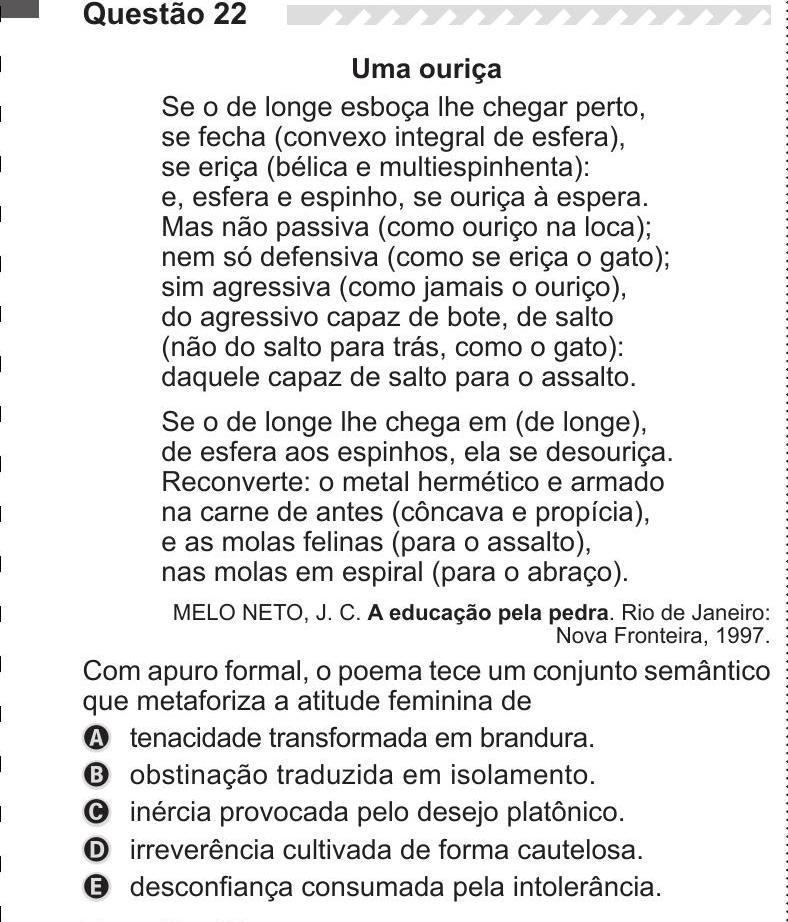 Questão 22
Uma ouriça
Se o de longe esboça lhe chegar perto,
se fecha (convexo integral de esfera),
se eriça (bélica e multiespinhenta):
e, esfera e espinho, se ouriça à espera.
Mas não passiva (como ouriço na loca);
nem só defensiva (como se eriça o gato);
sim agressiva (como jamais o ouriço),
do agressivo capaz de bote, de salto
(não do salto para trás, como o gato):
daquele capaz de salto para o assalto.
Se o de longe lhe chega em (de longe),
de esfera aos espinhos, ela se desouriça.
Reconverte: o metal hermético e armado
na carne de antes (côncava e propícia),
e as molas felinas (para o assalto),
nas molas em espiral (para o abraço).
MELO NETO, J. C. A educação pela pedra. Rio de Janeiro:
Nova Fronteira, 1997.
Com apuro formal, o poema tece um conjunto semântico
que metaforiza a atitude feminina de
A tenacidade transformada em brandura.
B obstinação traduzida em isolamento.
C inércia provocada pelo desejo platônico.
D irreverência cultivada de forma cautelosa.
E desconfiança consumada pela intolerância.